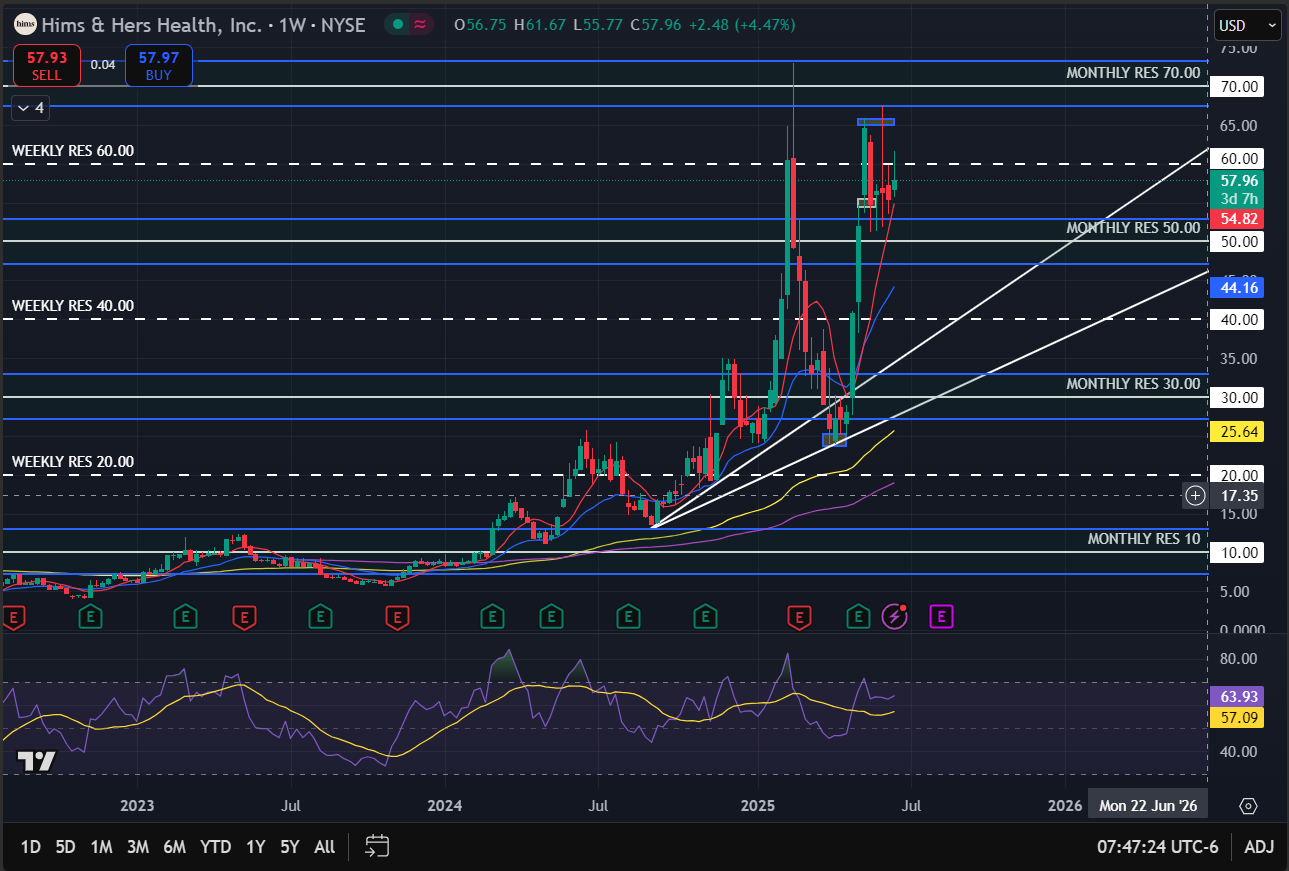 hims Hims & Hers Health, Inc. · 1W · NYSE O56.75 H61.67 L55.77 C57.96 +2.48 (+4.47%)
USD
57.93 SELL
0.04
57.97 BUY
4
75.00
MONTHLY RES 70.00
70.00
65.00
WEEKLY RES 60.00
60.00
57.96
3d 7h
54.82
MONTHLY RES 50.00
50.00
45.00
44.16
WEEKLY RES 40.00
40.00
35.00
MONTHLY RES 30.00
30.00
25.64
WEEKLY RES 20.00
20.00
17.35
15.00
MONTHLY RES 10
10.00
5.00
E E E E E E E E E E E E E
0.0000
80.00
63.93
57.09
40.00
2023 Jul 2024 Jul 2025 Jul 2026 Mon 22 Jun '26
1D 5D 1M 3M 6M YTD 1Y 5Y All
07:47:24 UTC-6 ADJ